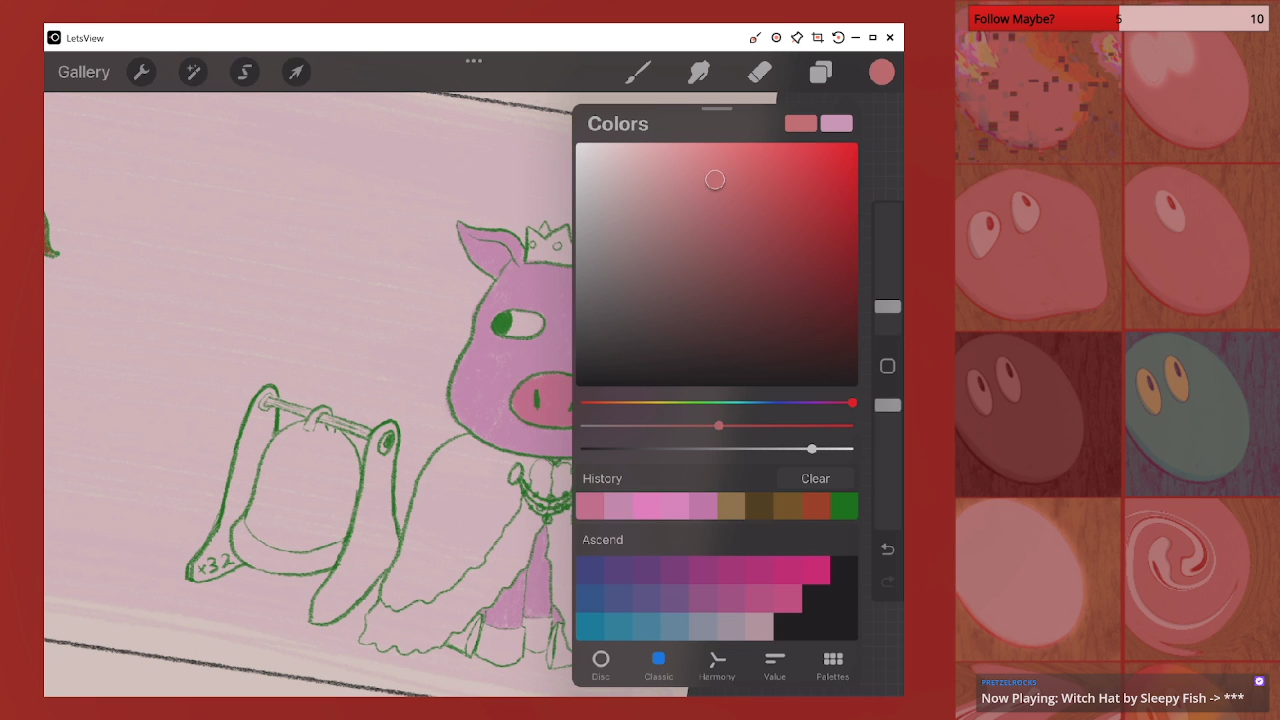 LetsView
Gallery
Colors
History
Clear
Ascend
Disc
Classic
Harmony
Value
Palettes
x32
Follow Maybe?
5
10
PRETZELROCKS
Now Playing: Witch Hat by Sleepy Fish -> ***